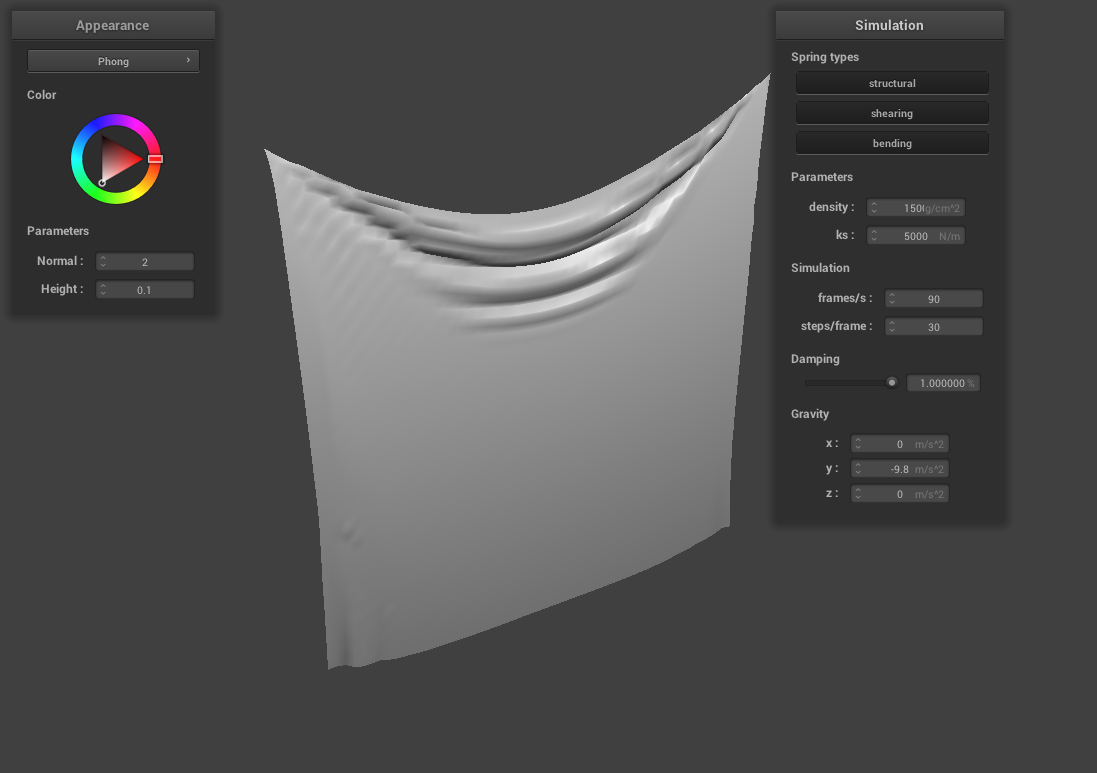 Appearance
Phong
Color
Parameters
Normal : 2
Height : 0.1
Simulation
Spring types
structural
shearing
bending
Parameters
density : g/cm^2
ks : 5000 N/m
Simulation
frames/s : 90
steps/frame : 30
Damping
1.000000 %
Gravity
x : 0 m/s^2
y : -9.8 m/s^2
z : 0 m/s^2